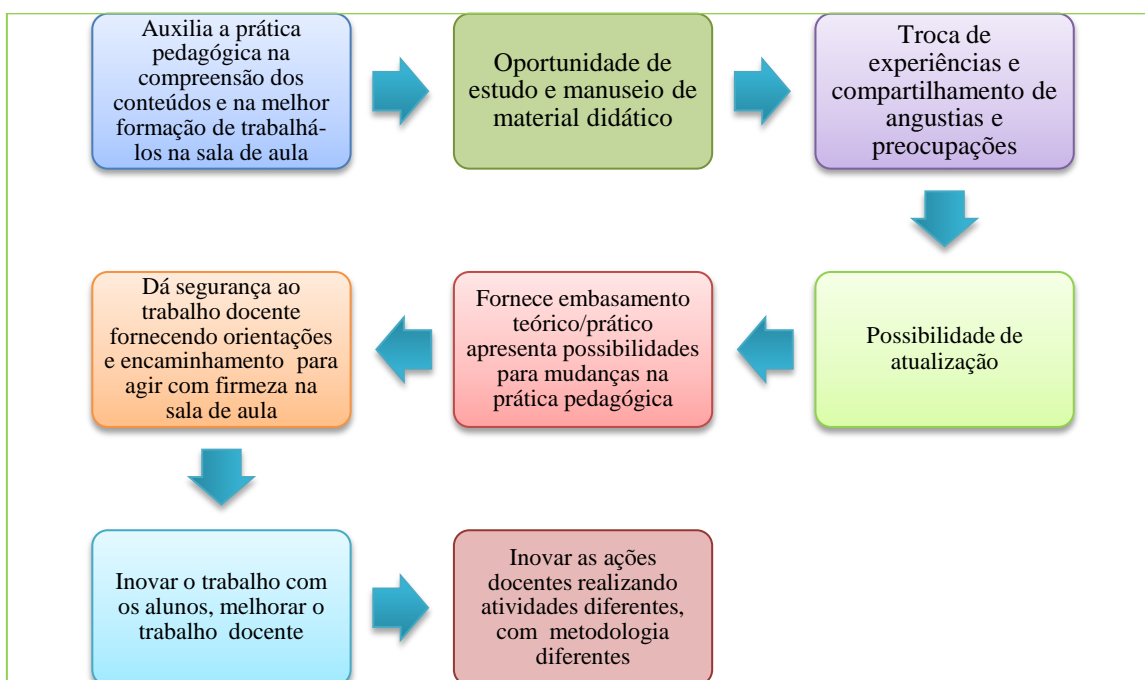 Auxilia a prática
pedagógica na
compreensão dos
conteúdos e na melhor
formação de trabalhá-
los na sala de aula
Oportunidade de
estudo e manuseio de
material didático
Troca de
experiências e
compartilhamento de
angustias e
preocupações
Possibilidade de
atualização
Fornece embasamento
teórico/prático
apresenta possibilidades
para mudanças na
prática pedagógica
Dá segurança ao
trabalho docente
fornecendo orientações
e encaminhamento para
agir com firmeza na
sala de aula
Inovar o trabalho com
os alunos, melhorar o
trabalho docente
Inovar as ações
docentes realizando
atividades diferentes,
com metodologia
diferentes